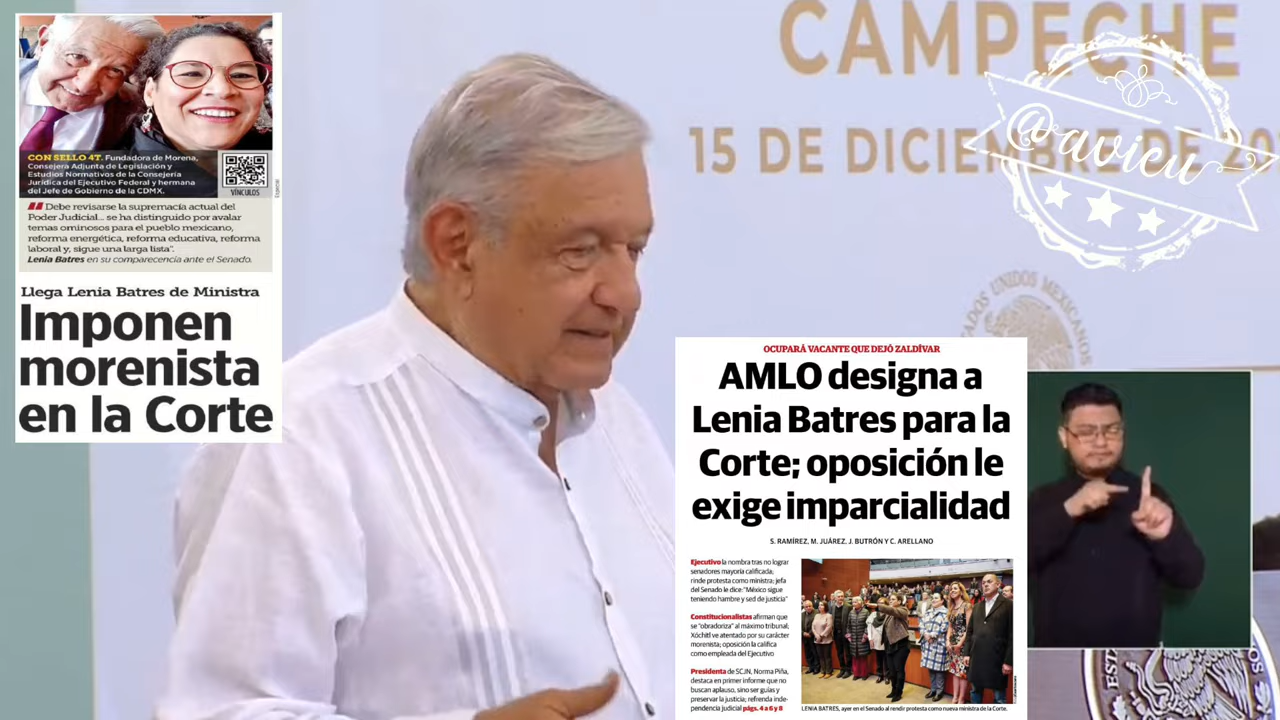 CON SELLO 4T. Fundadora de Morena,
Consejera Adjunta de Legislación y
Estudios Normativos de la Consejería
Jurídica del Ejecutivo Federal y hermana
del Jefe de Gobierno de la CDMX.
VÍNCULOS
Especial
Debe revisarse la supremacía actual del
Poder Judicial... se ha distinguido por avalar
temas ominosos para el pueblo mexicano,
reforma energética, reforma educativa, reforma
laboral y, sigue una larga lista".
Lenia Batres en su comparecencia ante el Senado.
Llega Lenia Batres de Ministra
Imponen
morenista
en la Corte
CAMPECHE
15 DE DICIEMBRE DE 20
@avicu
ESTADOS UNIDOS MEXICANOS
OCUPARÁ VACANTE QUE DEJÓ ZALDÍVAR
AMLO designa a
Lenia Batres para la
Corte; oposición le
exige imparcialidad
S. RAMÍREZ, M. JUÁREZ, J. BUTRÓN Y C. ARELLANO
Ejecutivo la nombra tras no lograr
senadores mayoría calificada;
rinde protesta como ministra; jefa
del Senado le dice: "México sigue
teniendo hambre y sed de justicia"
Constitucionalistas afirman que
se "obradoriza" al máximo tribunal;
Xóchitl ve atentado por su carácter
morenista; oposición la califica
como empleada del Ejecutivo
Presidenta de SCJN, Norma Piña,
destaca en primer informe que no
buscan aplauso, sino ser guías y
preservar la justicia; refrenda inde-
pendencia judicial págs. 4 a 6 y 8
LENIA BATRES, ayer en el Senado al rendir protesta como nueva ministra de la Corte.